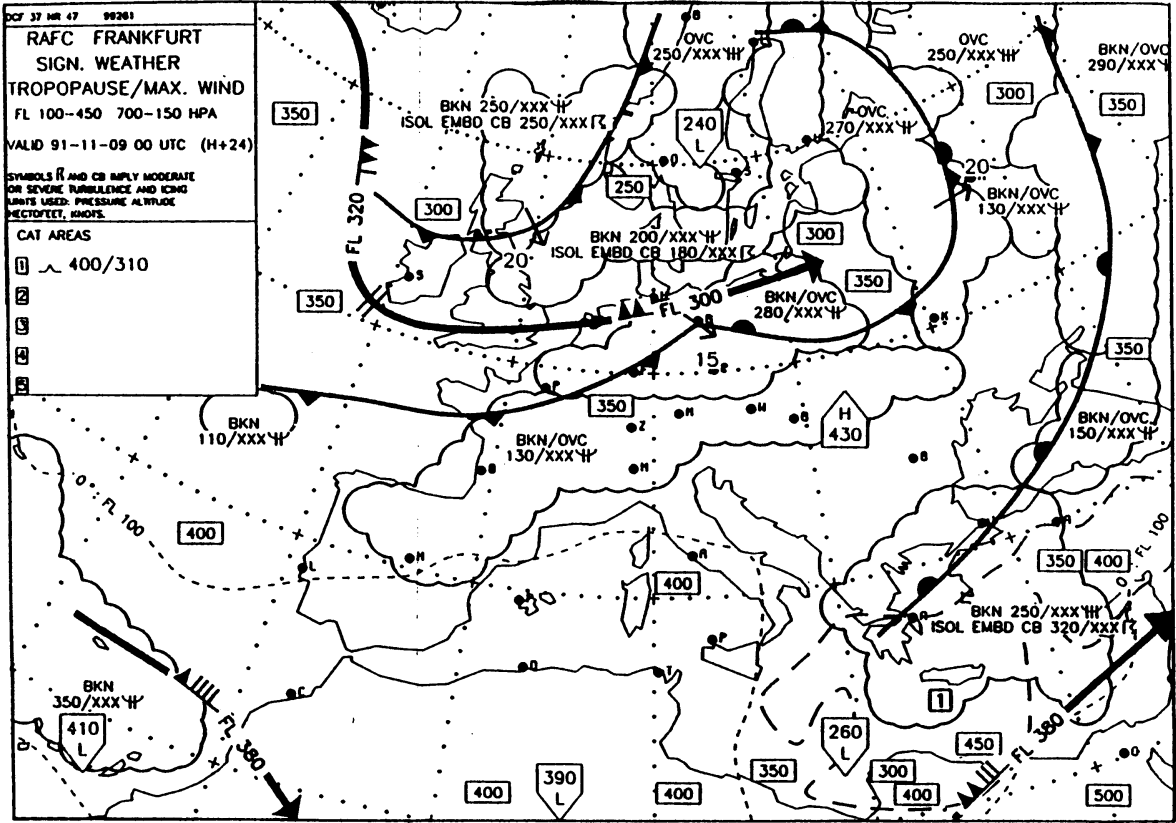 DCF 37 NR 47 99261
RAFC FRANKFURT
SIGN. WEATHER
TROPOPAUSE/MAX. WIND
FL 100-450 700-150 HPA
VALID 91-11-09 00 UTC (H+24)
SYMBOLS AND CB IMPLY MODERATE
OR SEVERE TURBULENCE AND ICING
UNITS USED: PRESSURE ALTITUDE
HECTOFEET, KNOTS.
CAT AREAS
1 400/310
2
3
4
5
OVC
250/XXX
OVC
250/XXX
BKN/OVC
290/XXX
350
BKN 250/XXX
ISOL EMBD CB 250/XXX
240
L
OVC
270/XXX
300
350
250
20
BKN/OVC
130/XXX
300
FL 320
BKN 200/XXX
ISOL EMBD CB 180/XXX
300
20
350
350
FL 300
BKN/OVC
280/XXX
15
350
350
BKN
110/XXX
BKN/OVC
130/XXX
H
430
BKN/OVC
150/XXX
0° : FL 100
400
400
350
400
0° : FL 100
BKN 250/XXX
ISOL EMBD CB 320/XXX
BKN
350/XXX
410
L
FL 380
1
260
L
450
FL 380
390
L
350
300
400
400
400
500